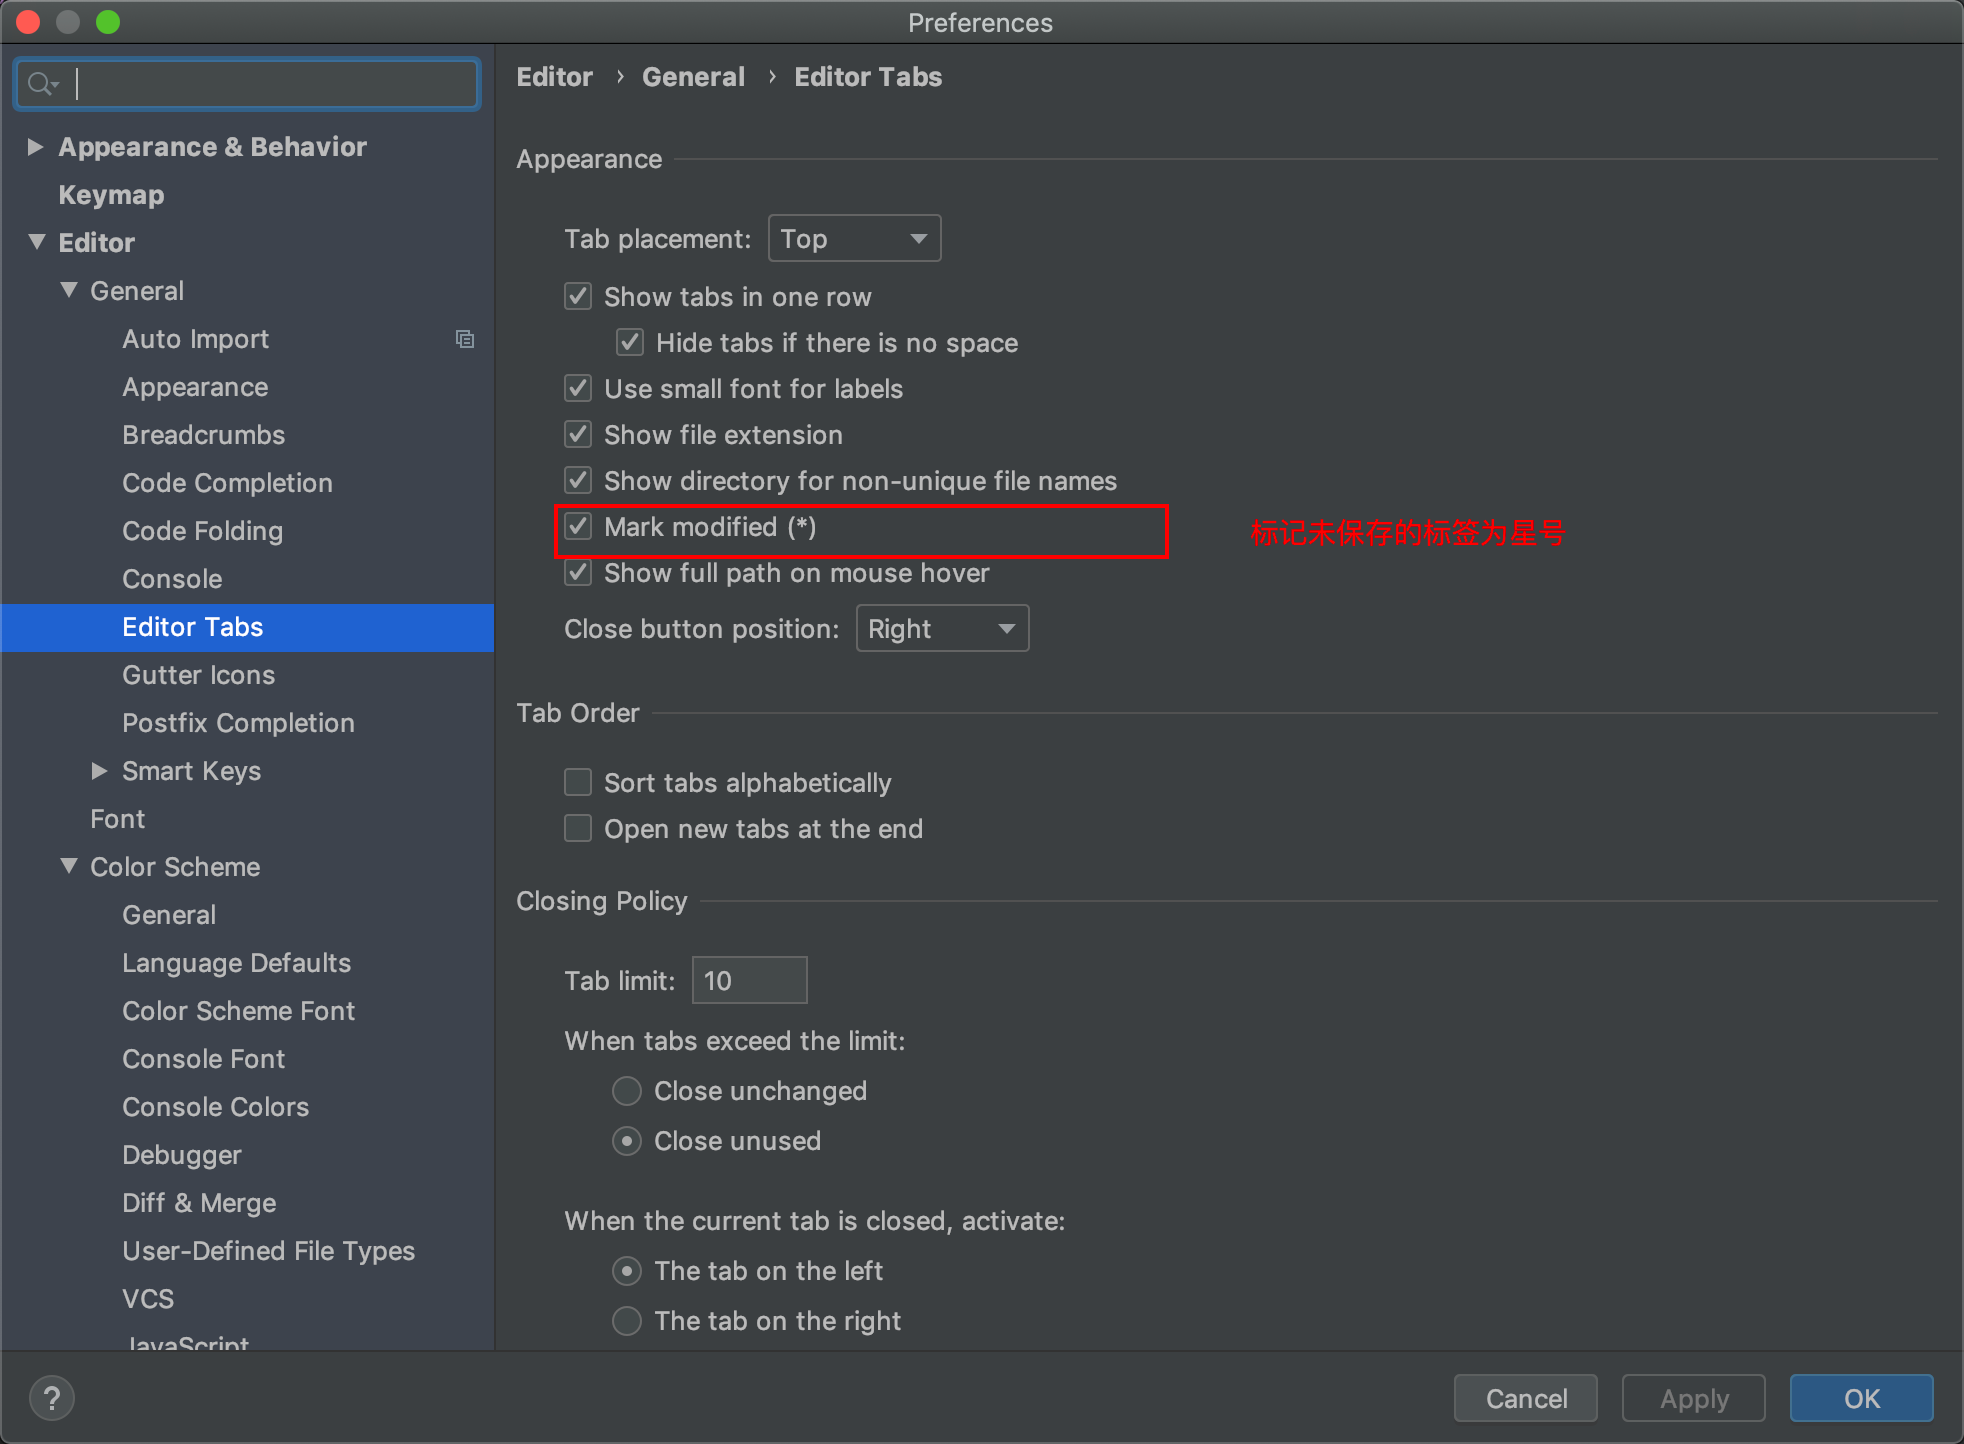 Preferences
Appearance & Behavior
Keymap
Editor
General
Auto Import
Appearance
Breadcrumbs
Code Completion
Code Folding
Console
Editor Tabs
Gutter Icons
Postfix Completion
Smart Keys
Font
Color Scheme
General
Language Defaults
Color Scheme Font
Console Font
Console Colors
Debugger
Diff & Merge
User-Defined File Types
VCS
JavaScript
Editor › General › Editor Tabs
Appearance
Tab placement: Top
Show tabs in one row
Hide tabs if there is no space
Use small font for labels
Show file extension
Show directory for non-unique file names
Mark modified (*) 标记未保存的标签为星号
Show full path on mouse hover
Close button position: Right
Tab Order
Sort tabs alphabetically
Open new tabs at the end
Closing Policy
Tab limit: 10
When tabs exceed the limit:
Close unchanged
Close unused
When the current tab is closed, activate:
The tab on the left
The tab on the right
? Cancel Apply OK